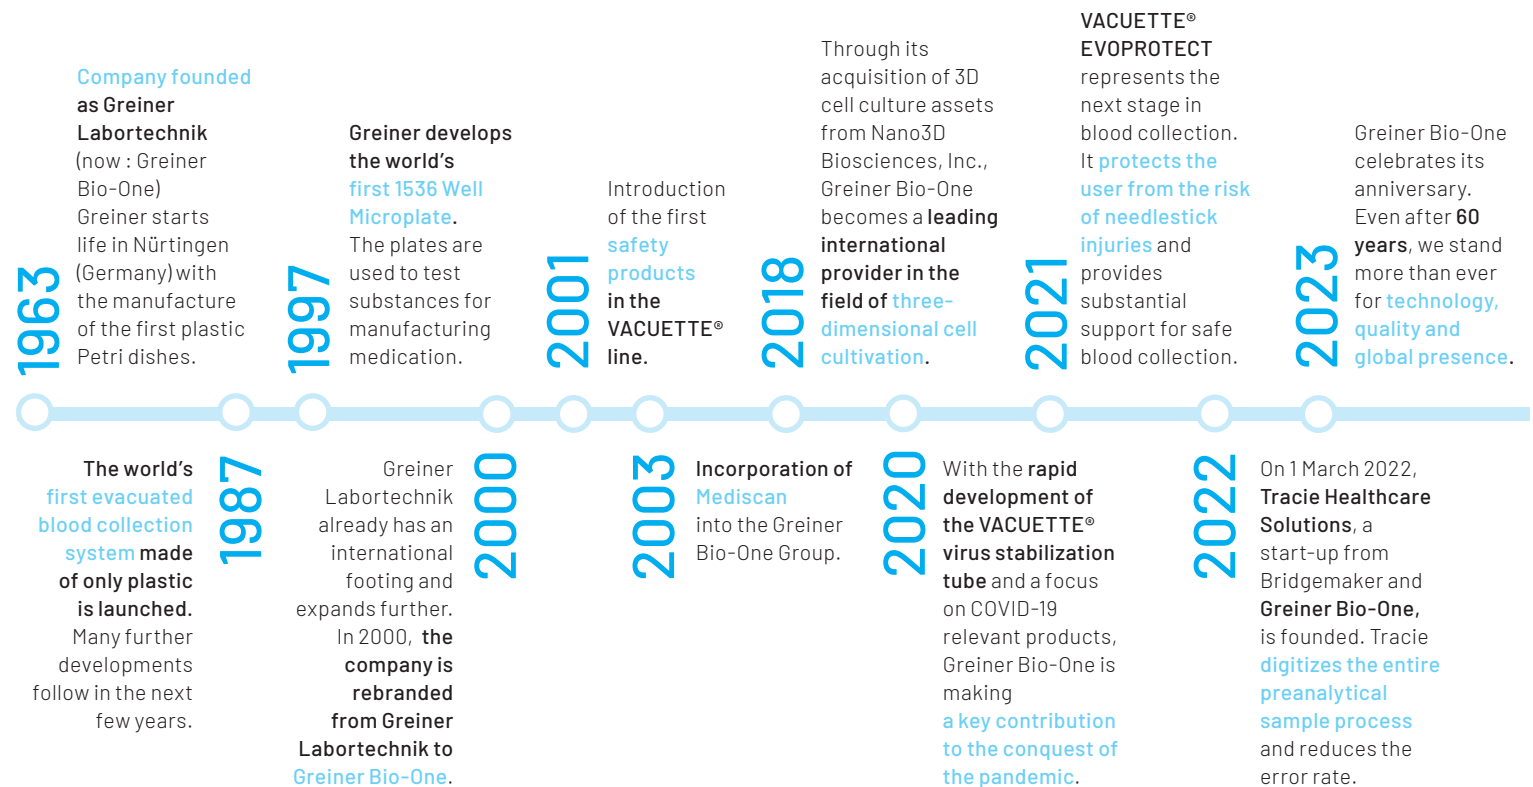 1963
Company founded
as Greiner
Labortechnik
(now : Greiner
Bio-One)
Greiner starts
life in Nürtingen
(Germany) with
the manufacture
of the first plastic
Petri dishes.
1987
The world's
first evacuated
blood collection
system made
of only plastic
is launched.
Many further
developments
follow in the next
few years.
1997
Greiner develops
the world's
first 1536 Well
Microplate.
The plates are
used to test
substances for
manufacturing
medication.
2000
Greiner
Labortechnik
already has an
international
footing and
expands further.
In 2000, the
company is
rebranded
from Greiner
Labortechnik to
Greiner Bio-One.
2001
Introduction
of the first
safety
products
in the
VACUETTE®
line.
2003
Incorporation of
Mediscan
into the Greiner
Bio-One Group.
2018
Through its
acquisition of 3D
cell culture assets
from Nano3D
Biosciences, Inc.,
Greiner Bio-One
becomes a leading
international
provider in the
field of three-
dimensional cell
cultivation.
2020
With the rapid
development of
the VACUETTE®
virus stabilization
tube and a focus
on COVID-19
relevant products,
Greiner Bio-One is
making
a key contribution
to the conquest of
the pandemic.
2021
VACUETTE®
EVOPROTECT
represents the
next stage in
blood collection.
It protects the
user from the risk
of needlestick
injuries and
provides
substantial
support for safe
blood collection.
2022
On 1 March 2022,
Tracie Healthcare
Solutions, a
start-up from
Bridgemaker and
Greiner Bio-One,
is founded. Tracie
digitizes the entire
preanalytical
sample process
and reduces the
error rate.
2023
Greiner Bio-One
celebrates its
anniversary.
Even after 60
years, we stand
more than ever
for technology,
quality and
global presence.